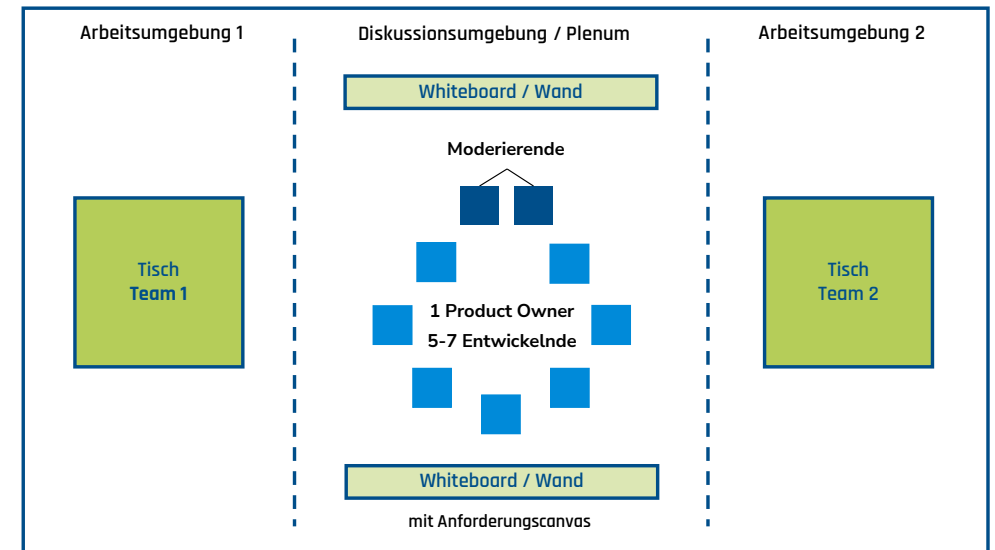 Arbeitsumgebung 1
Diskussionsumgebung / Plenum
Arbeitsumgebung 2
Whiteboard / Wand
Moderierende
Tisch
Team 1
1 Product Owner
5-7 Entwickelnde
Tisch
Team 2
Whiteboard / Wand
mit Anforderungscanvas